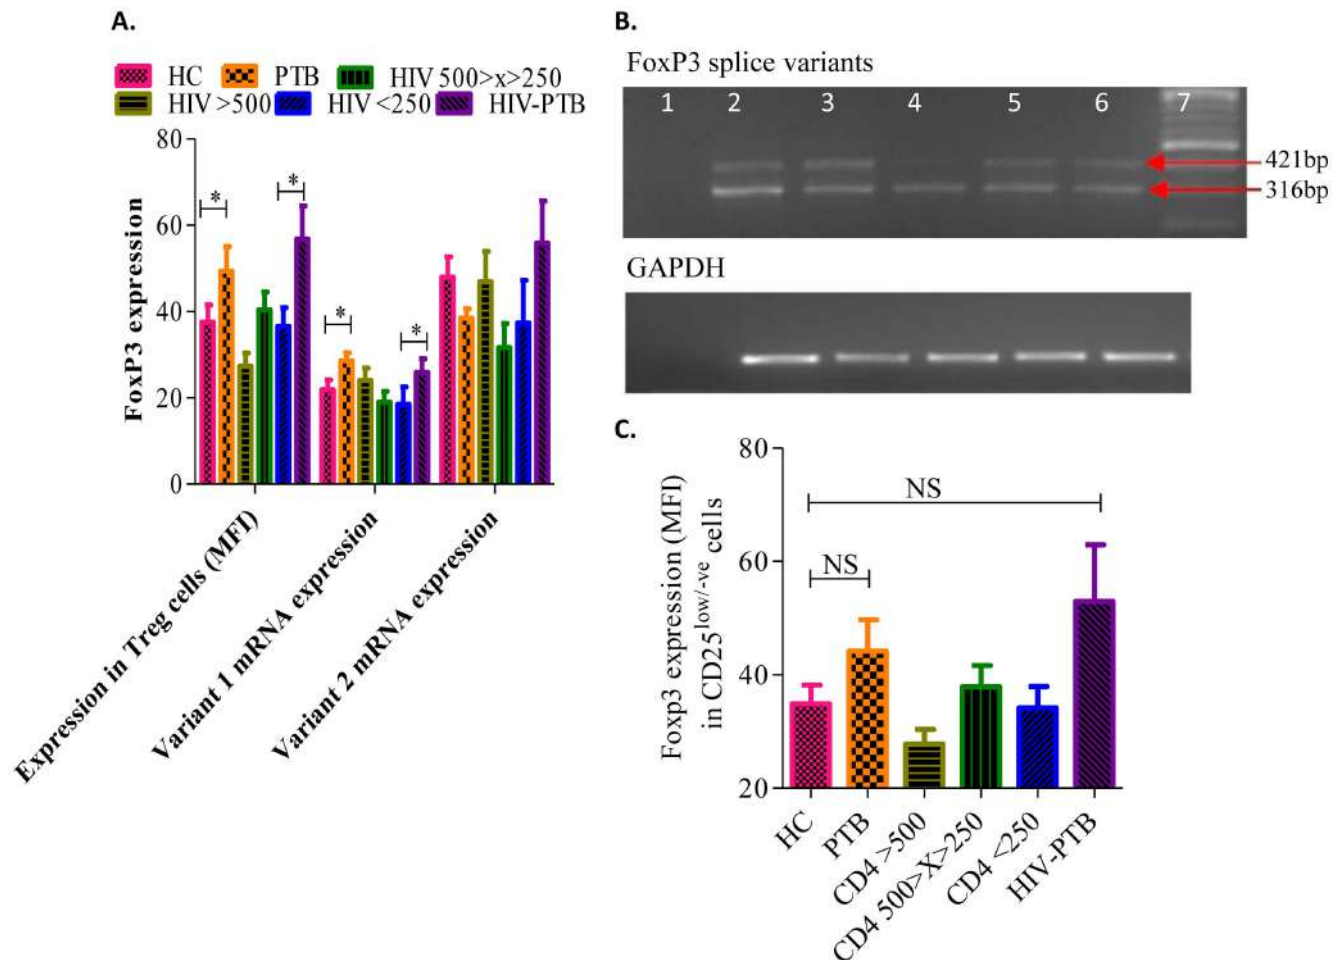 A.
HC PTB HIV 500>x>250
HIV >500 HIV <250 HIV-PTB
FoxP3 expression
80
60
40
20
0
*
*
*
*
Expression in Treg cells (MFI)
Variant 1 mRNA expression
Variant 2 mRNA expression
B.
FoxP3 splice variants
1 2 3 4 5 6 7
421bp
316bp
GAPDH
C.
Foxp3 expression (MFI)
in CD25low/-ve cells
80
60
40
20
NS
NS
HC
PTB
CD4 >500
CD4 500>X>250
CD4 <250
HIV-PTB